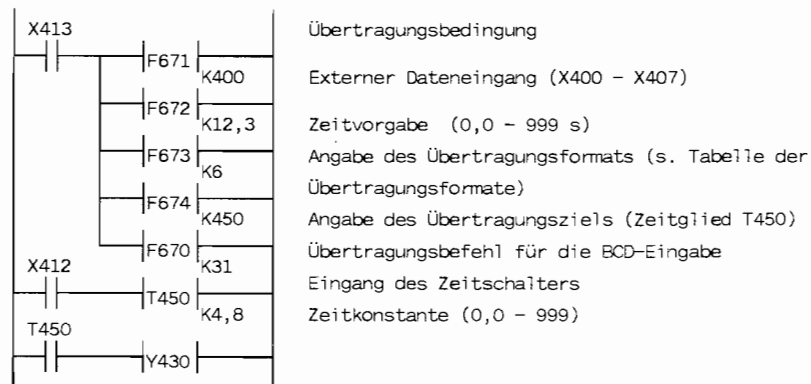 X413
Übertragungsbedingung
F671
K400
Externer Dateneingang (X400 - X407)
F672
K12,3
Zeitvorgabe (0,0 - 999 s)
F673
K6
Angabe des Übertragungsformats (s. Tabelle der
Übertragungsformate)
F674
K450
Angabe des Übertragungsziels (Zeitglied T450)
F670
K31
Übertragungsbefehl für die BCD-Eingabe
X412
Eingang des Zeitschalters
T450
K4,8
Zeitkonstante (0,0 - 999)
T450
Y430